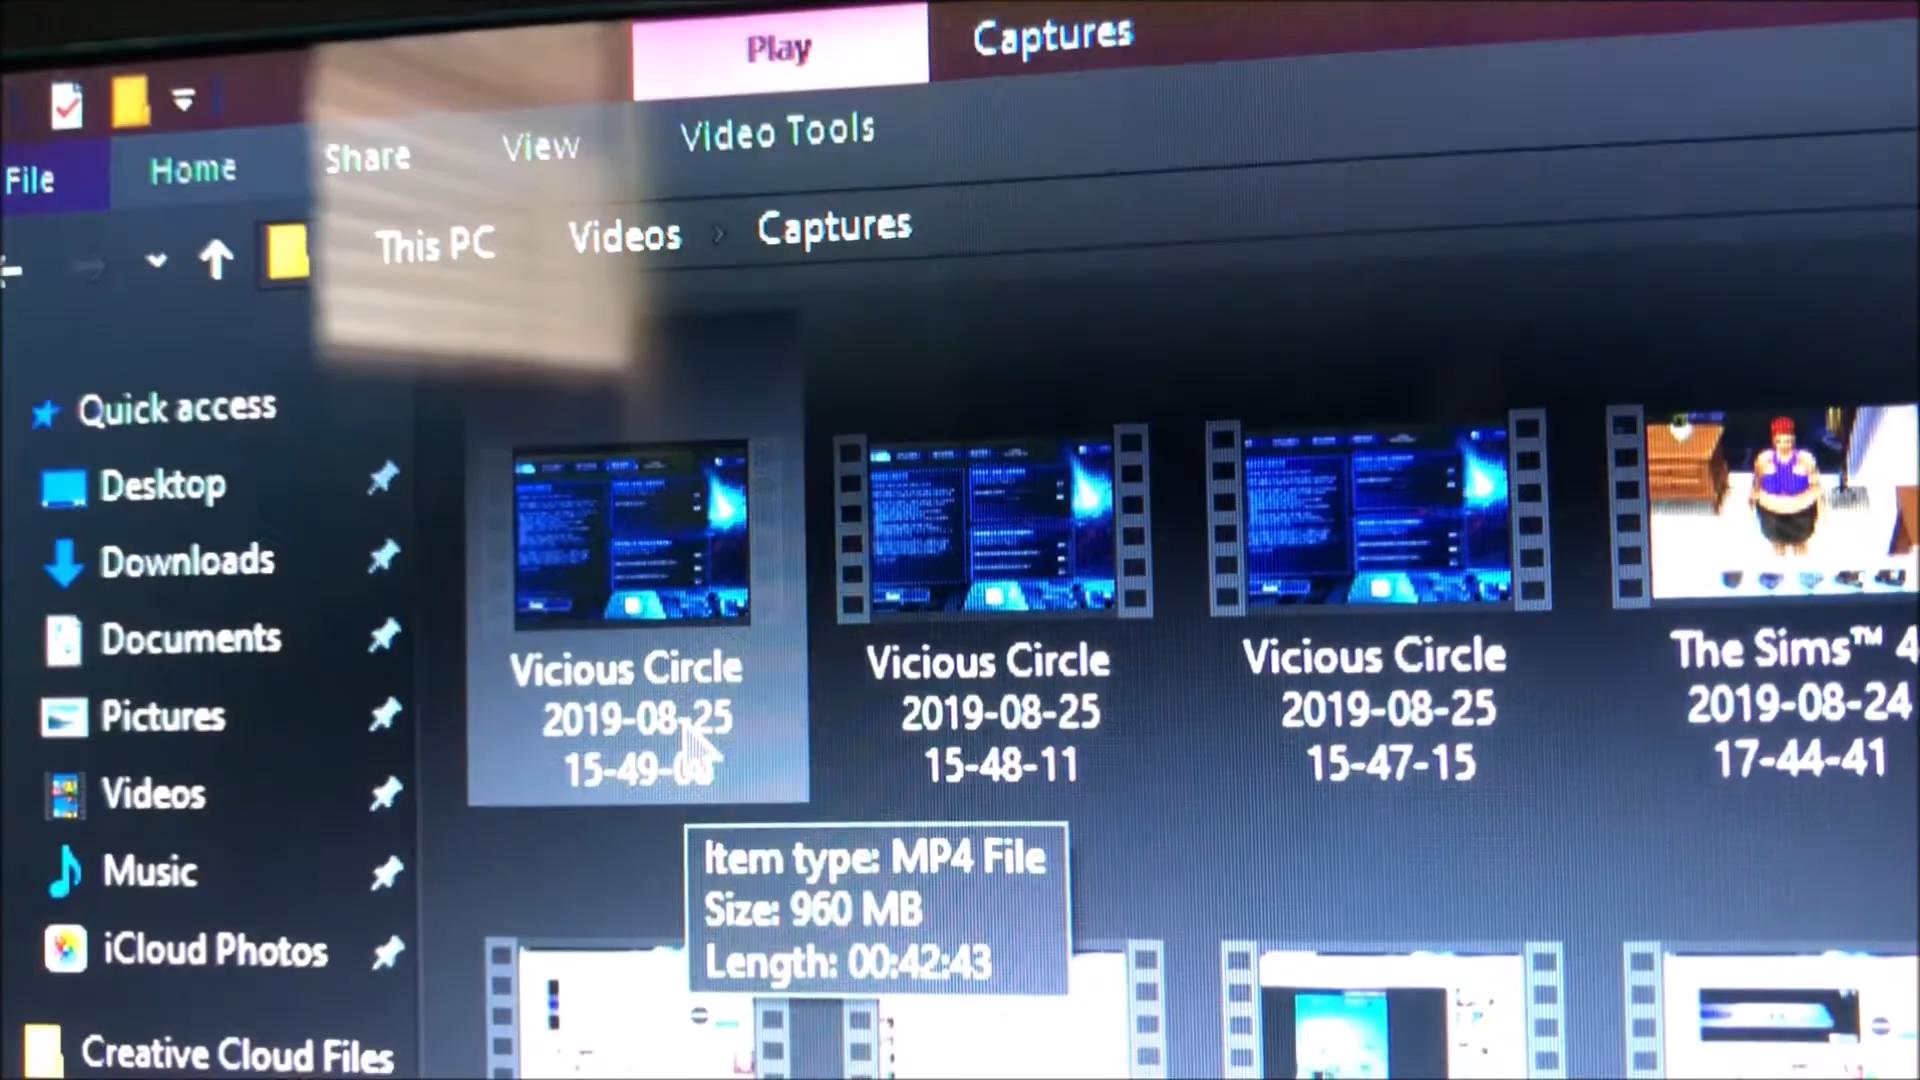 Play
Captures
File
Home
Share
View
Video Tools
This PC
Videos
Captures
Quick access
Desktop
Downloads
Documents
Pictures
Videos
Music
iCloud Photos
Creative Cloud Files
Vicious Circle
2019-08-25
Vicious Circle
2019-08-25
15-48-11
Vicious Circle
2019-08-25
15-47-15
The Sims™ 4
2019-08-24
17-44-41
Item type: MP4 File
Size: 960 MB
Length: 00:42:43